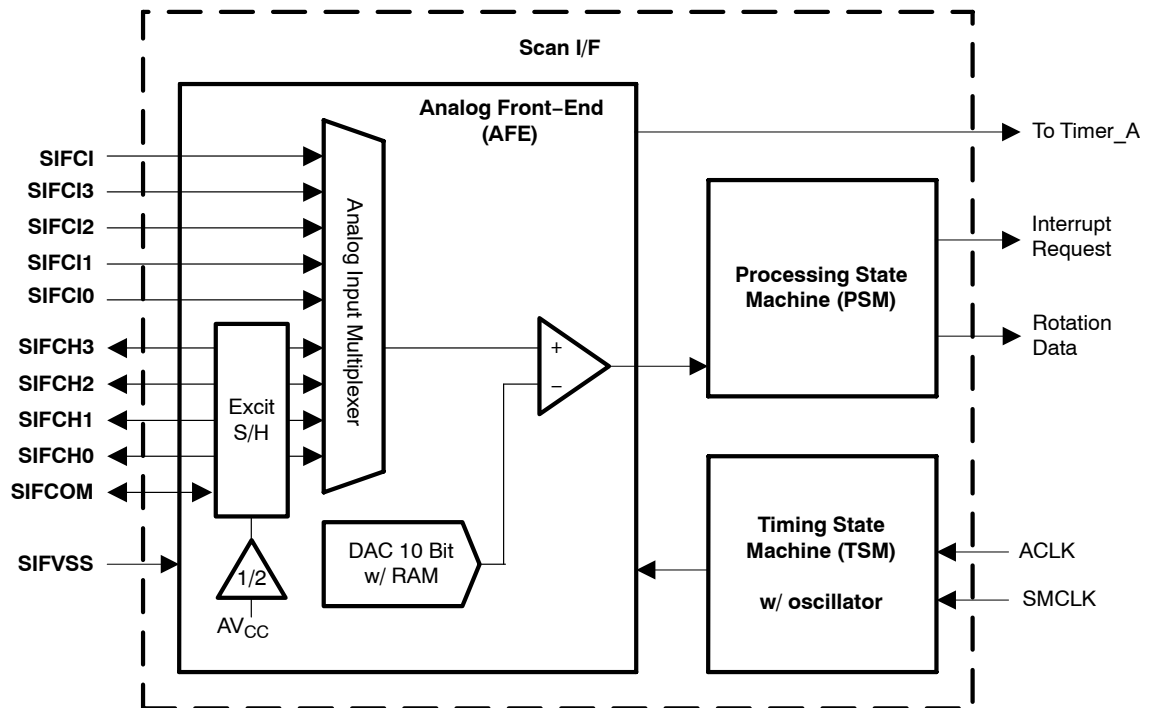 Scan I/F
Analog Front−End
(AFE)
To Timer_A
SIFCI
SIFCI3
SIFCI2
SIFCI1
SIFCI0
SIFCH3
SIFCH2
SIFCH1
SIFCH0
SIFCOM
SIFVSS
Analog Input Multiplexer
Excit
S/H
1/2
AVCC
+
−
DAC 10 Bit
w/ RAM
Processing State
Machine (PSM)
Interrupt
Request
Rotation
Data
Timing State
Machine (TSM)
w/ oscillator
ACLK
SMCLK